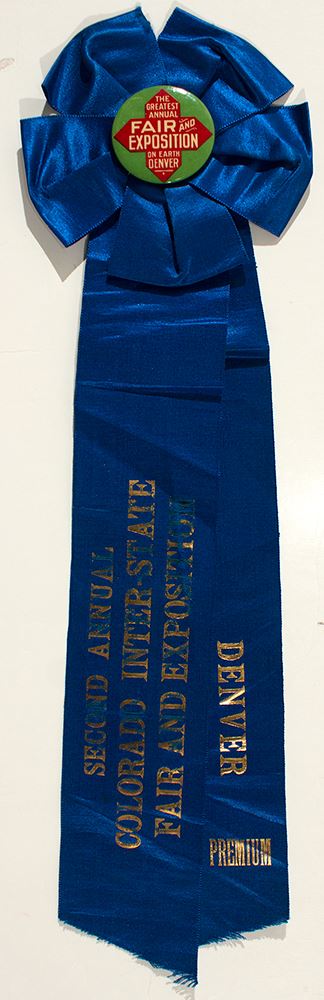 THE
GREATEST
ANNUAL
FAIR AND
EXPOSITION
ON EARTH
DENVER
SECOND ANNUAL
COLORADO INTER-STATE
FAIR AND EXPOSITION
DENVER
PREMIUM